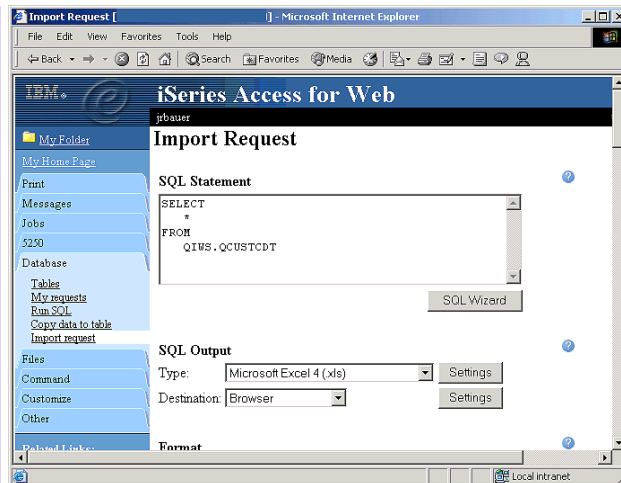 Import Request [ ] - Microsoft Internet Explorer
File Edit View Favorites Tools Help
Back Search Favorites Media
IBM iSeries Access for Web
jrbauer
My Folder
Import Request
My Home Page
Print
Messages
Jobs
5250
Database
Tables
My requests
Run SQL
Copy data to table
Import request
Files
Command
Customize
Other
Related Links:
SQL Statement
SELECT
*
FROM
QIWS.QCUSTCDT
SQL Wizard
SQL Output
Type: Microsoft Excel 4 (.xls) Settings
Destination: Browser Settings
Format
Local intranet